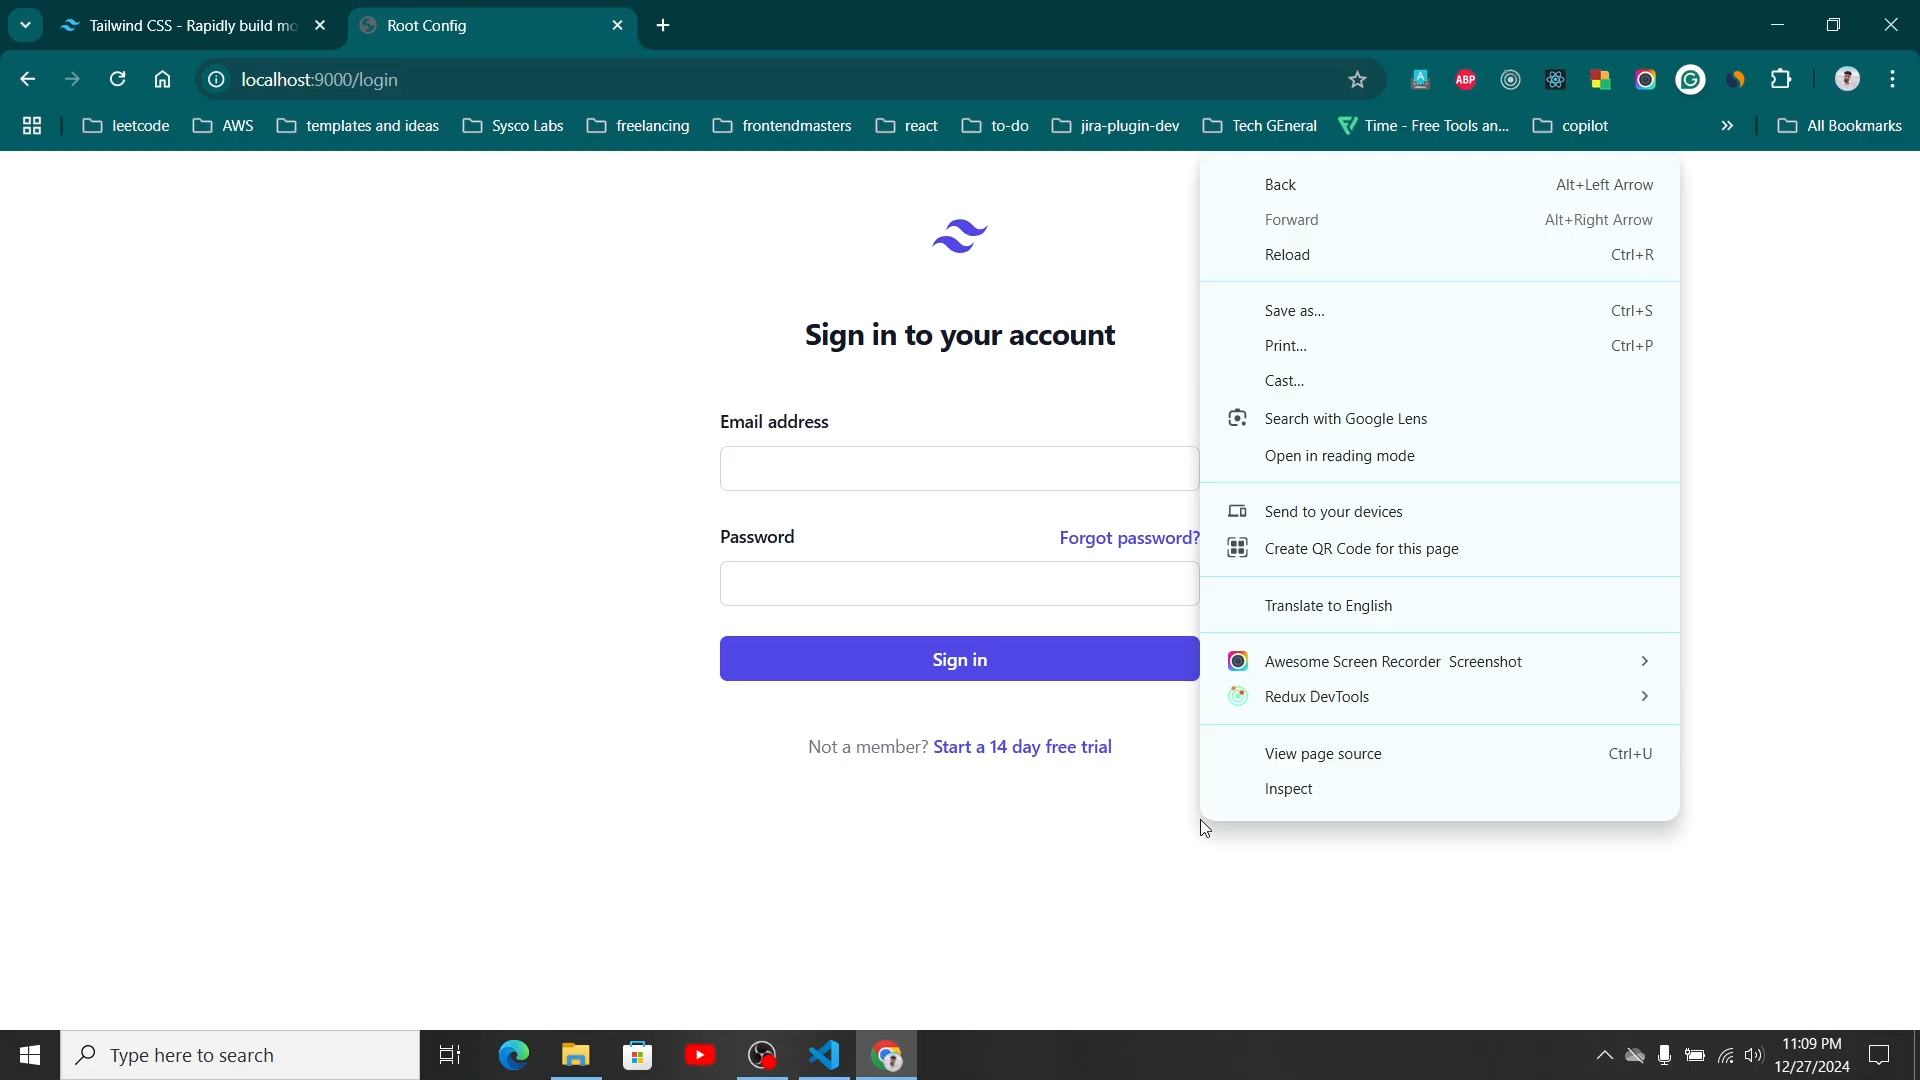 Tailwind CSS - Rapidly build mo
Root Config
localhost:9000/login
leetcode
AWS
templates and ideas
Sysco Labs
freelancing
frontendmasters
react
to-do
jira-plugin-dev
Tech GEneral
Time - Free Tools an...
copilot
All Bookmarks
ABP
Sign in to your account
Email address
Password
Forgot password?
Sign in
Not a member? Start a 14 day free trial
Back Alt+Left Arrow
Forward Alt+Right Arrow
Reload Ctrl+R
Save as... Ctrl+S
Print... Ctrl+P
Cast...
Search with Google Lens
Open in reading mode
Send to your devices
Create QR Code for this page
Translate to English
Awesome Screen Recorder Screenshot
Redux DevTools
View page source Ctrl+U
Inspect
Type here to search
11:09 PM
12/27/2024